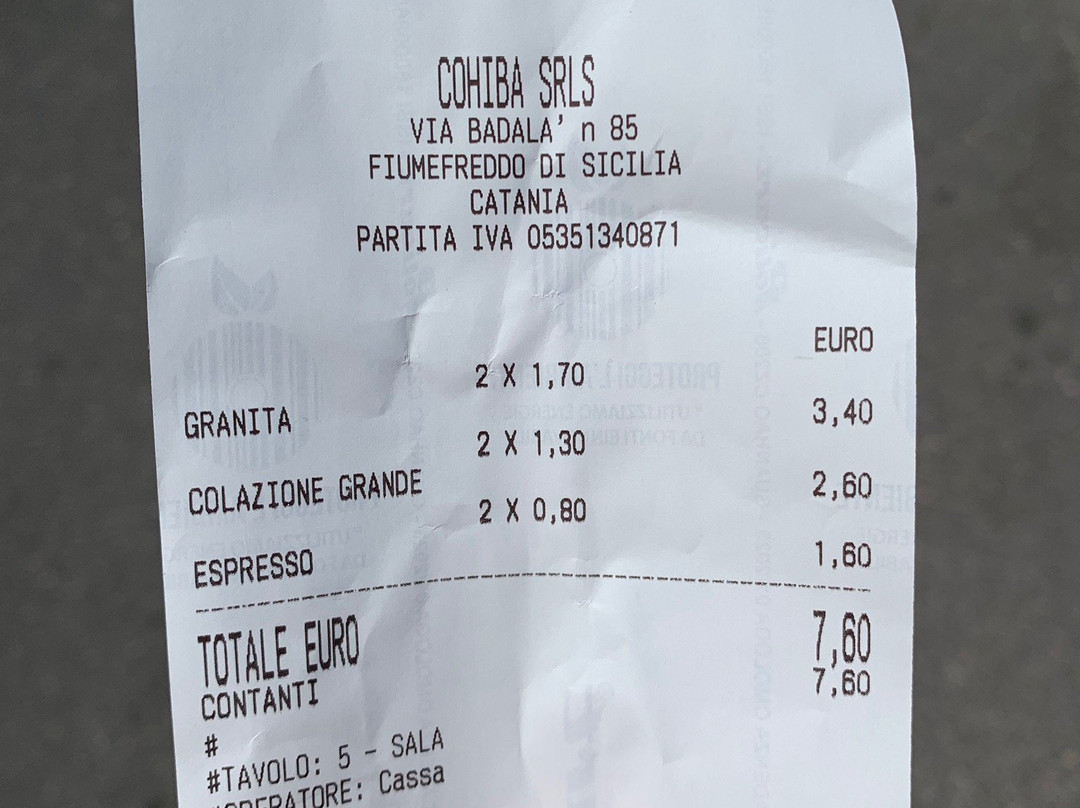 COHIBA SRLS
VIA BADALA' n 85
FIUMEFREDDO DI SICILIA
CATANIA
PARTITA IVA 05351340871
EURO
2 X 1,70
GRANITA 3,40
2 X 1,30
COLAZIONE GRANDE 2,60
2 X 0,80
ESPRESSO 1,60
TOTALE EURO 7,60
CONTANTI 7,60
#
#TAVOLO: 5 - SALA
#OPERATORE: Cassa